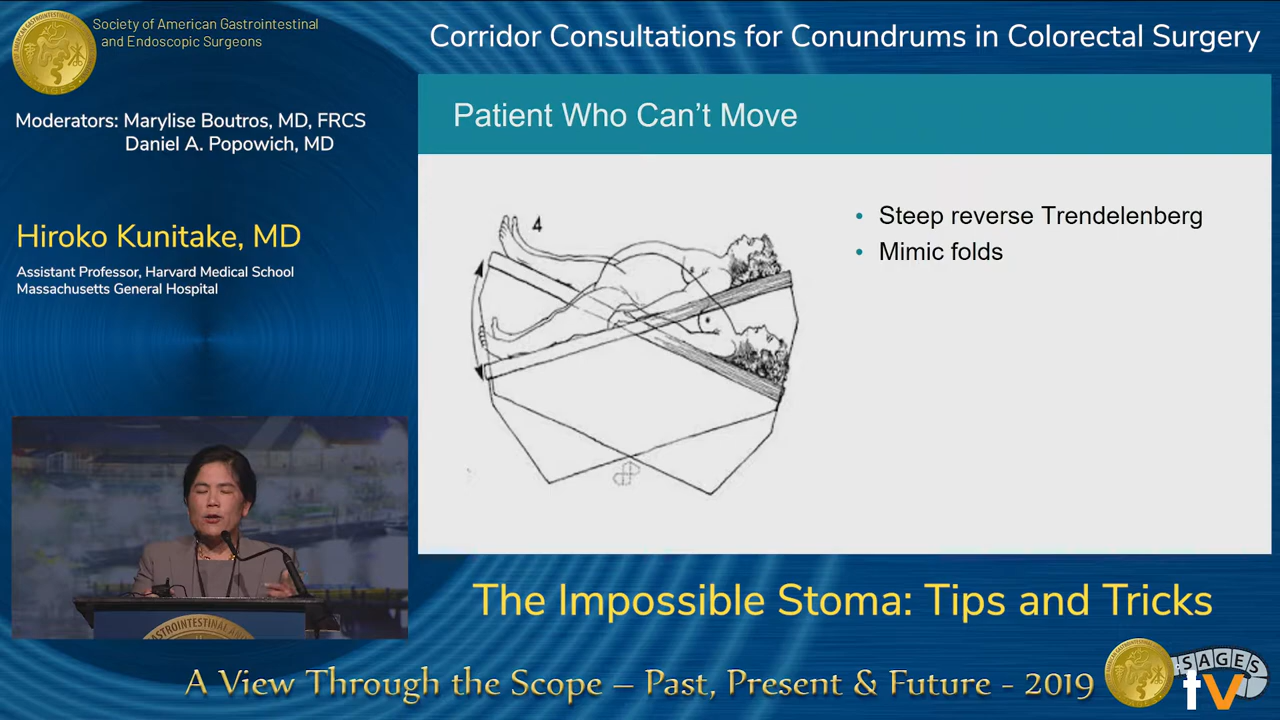 Society of American Gastrointestinal
and Endoscopic Surgeons
Corridor Consultations for Conundrums in Colorectal Surgery
Moderators: Marylise Boutros, MD, FRCS
Daniel A. Popowich, MD
Hiroko Kunitake, MD
Assistant Professor, Harvard Medical School
Massachusetts General Hospital
Patient Who Can't Move
4
• Steep reverse Trendelenberg
• Mimic folds
GASTROINTESTINAL
The Impossible Stoma: Tips and Tricks
A View Through the Scope – Past, Present & Future - 2019
SAGES
tv